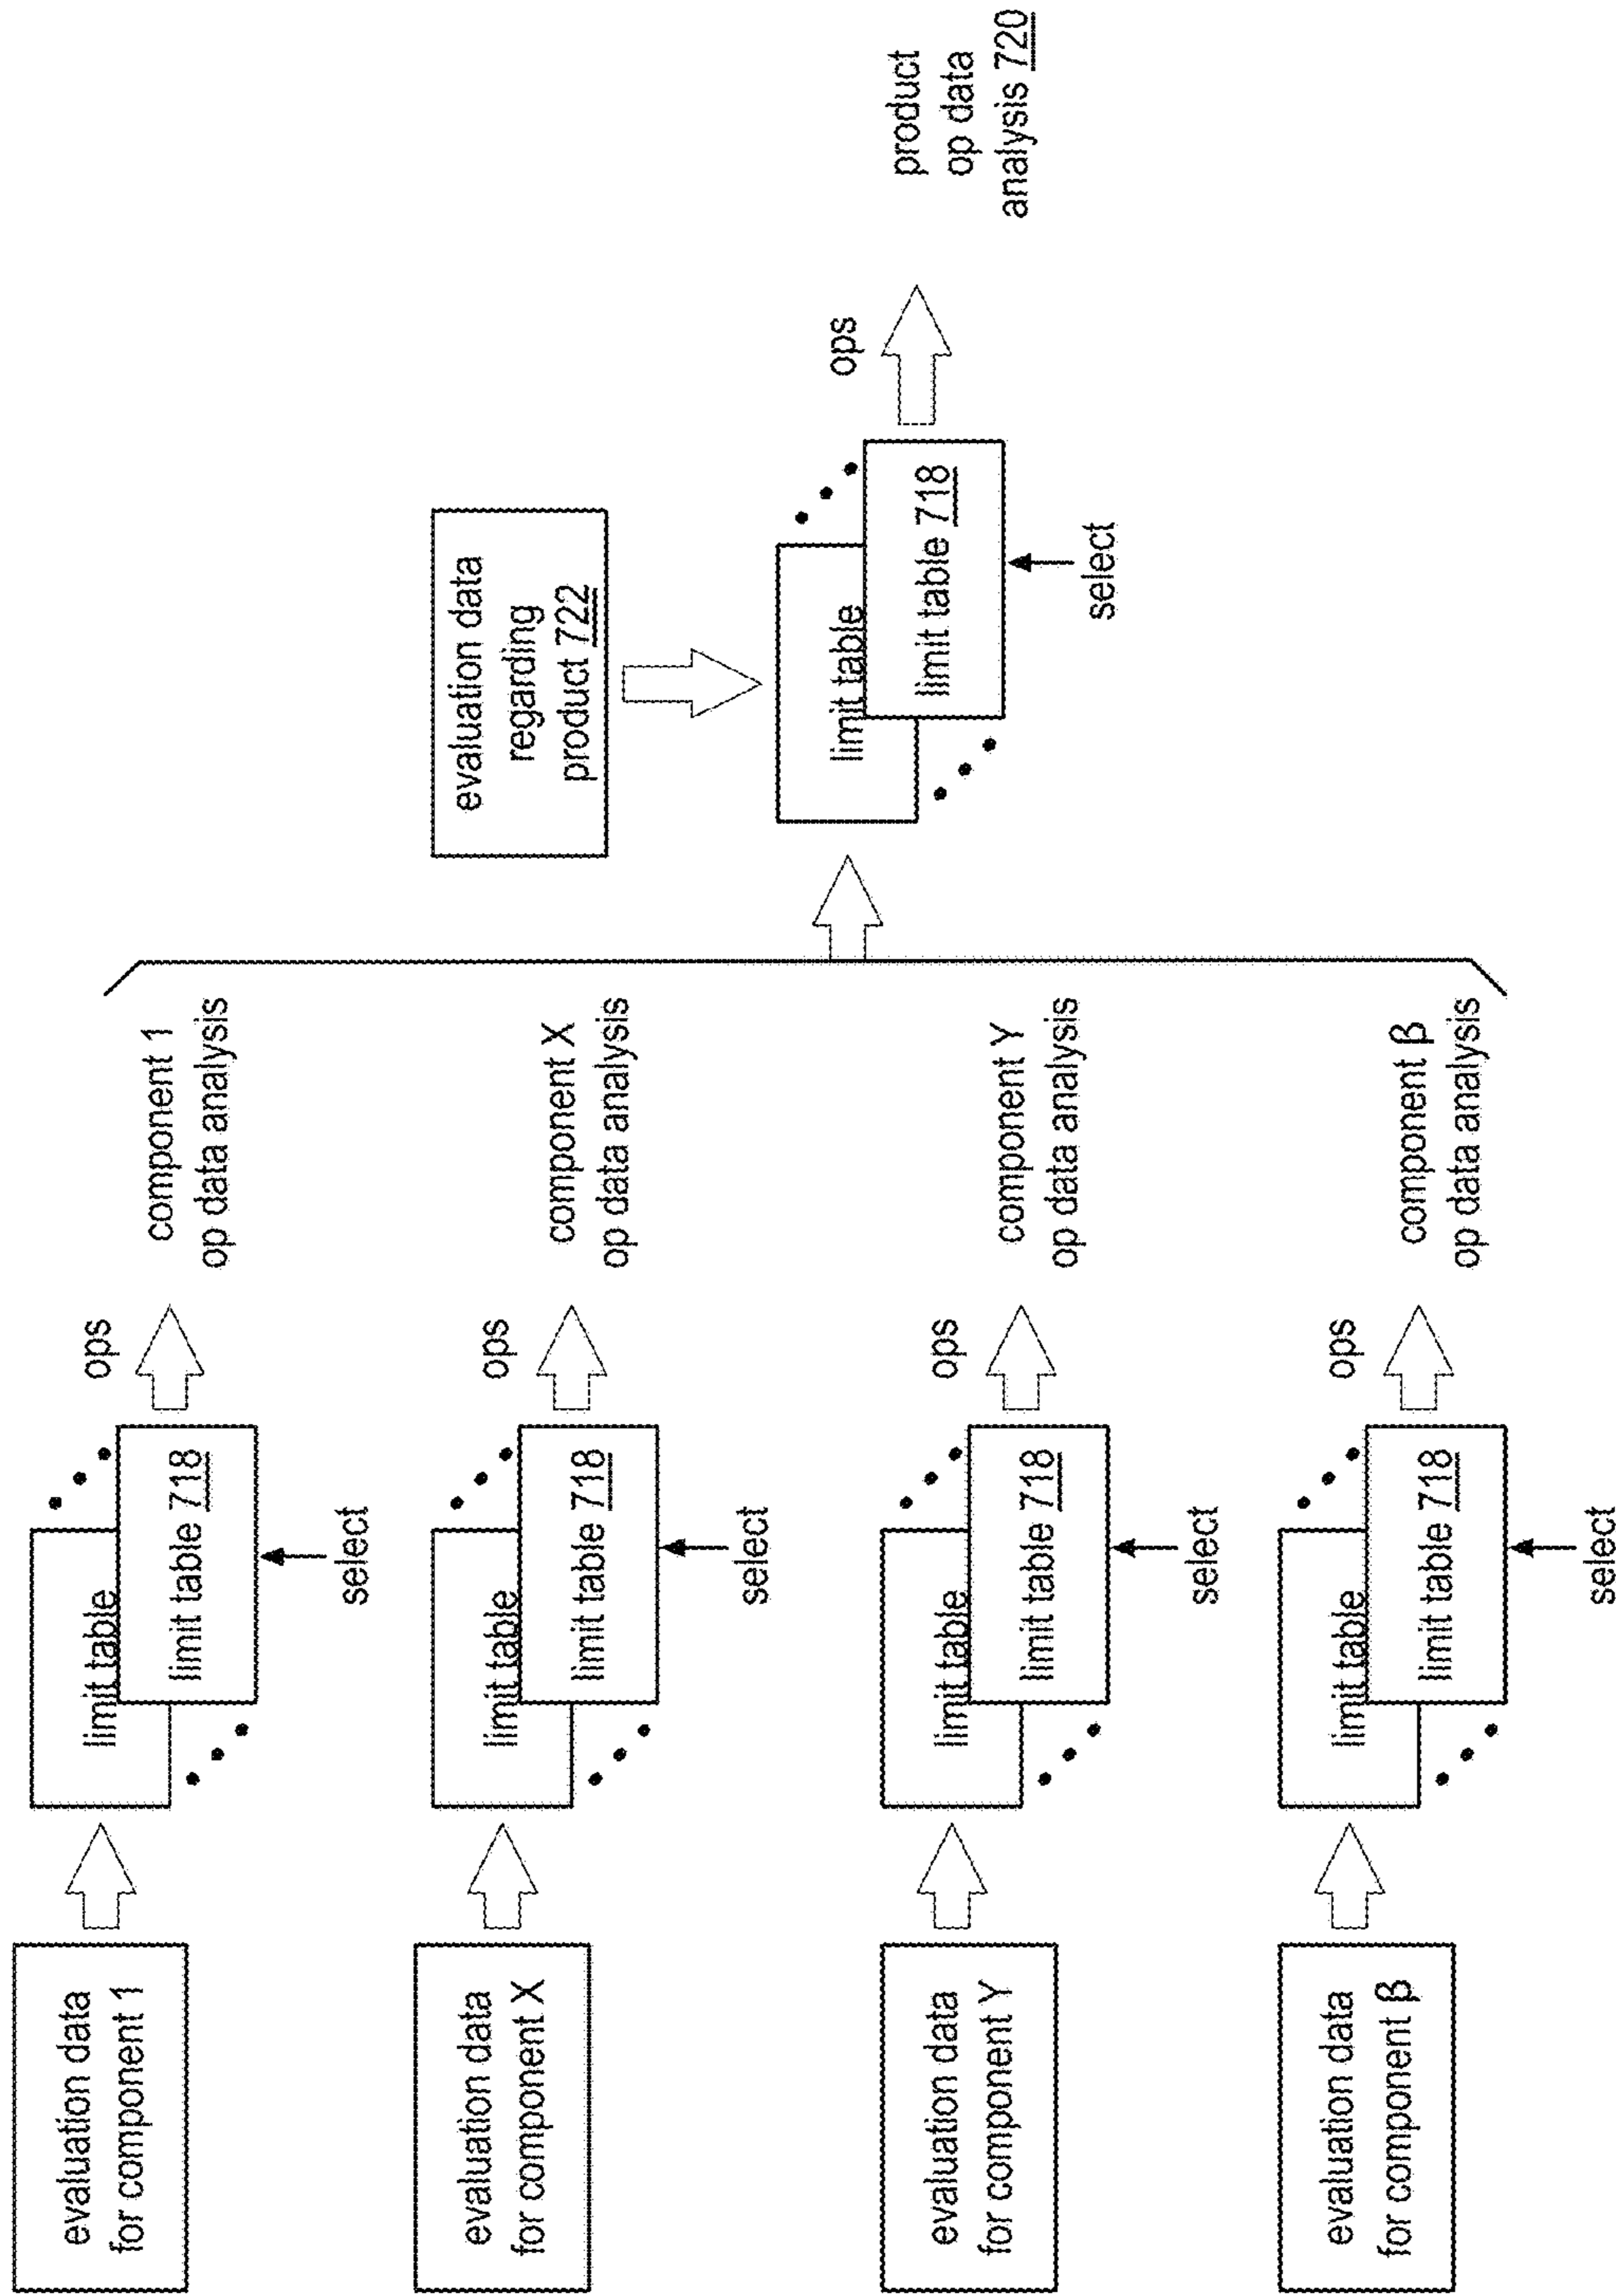 evaluation data
for component 1
limit table
limit table 718
select
ops
component 1
op data analysis
evaluation data
for component X
limit table
limit table 718
select
ops
component X
op data analysis
evaluation data
for component Y
limit table
limit table 718
select
ops
component Y
op data analysis
evaluation data
for component β
limit table
limit table 718
select
ops
component β
op data analysis
evaluation data
regarding
product 722
limit table
limit table 718
select
ops
product
op data
analysis 720